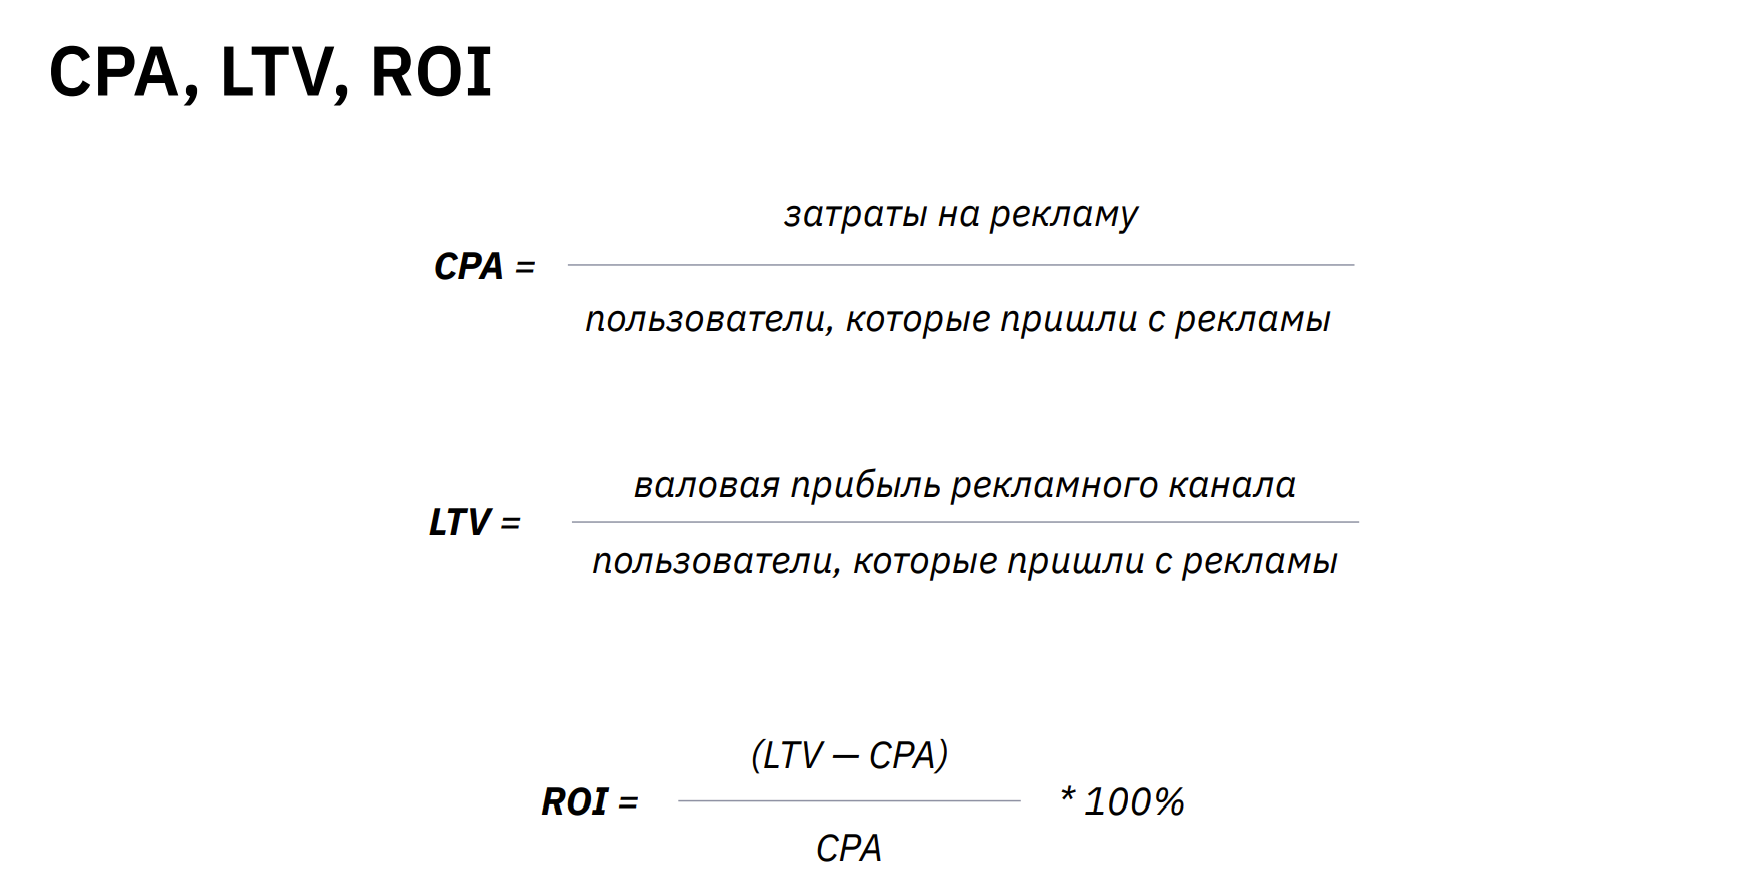 CPA, LTV, ROI
затраты на рекламу
CPA =
пользователи, которые пришли с рекламы
валовая прибыль рекламного канала
LTV =
пользователи, которые пришли с рекламы
(LTV — CPA)
ROI = * 100%
CPA